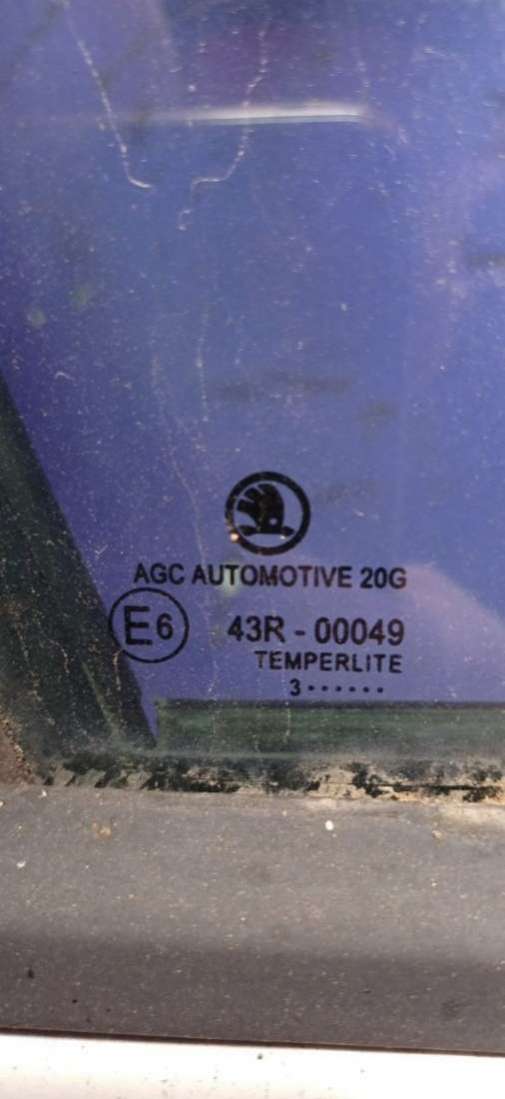 AGC AUTOMOTIVE 20G
E6 43R - 00049
TEMPERLITE
3••••••